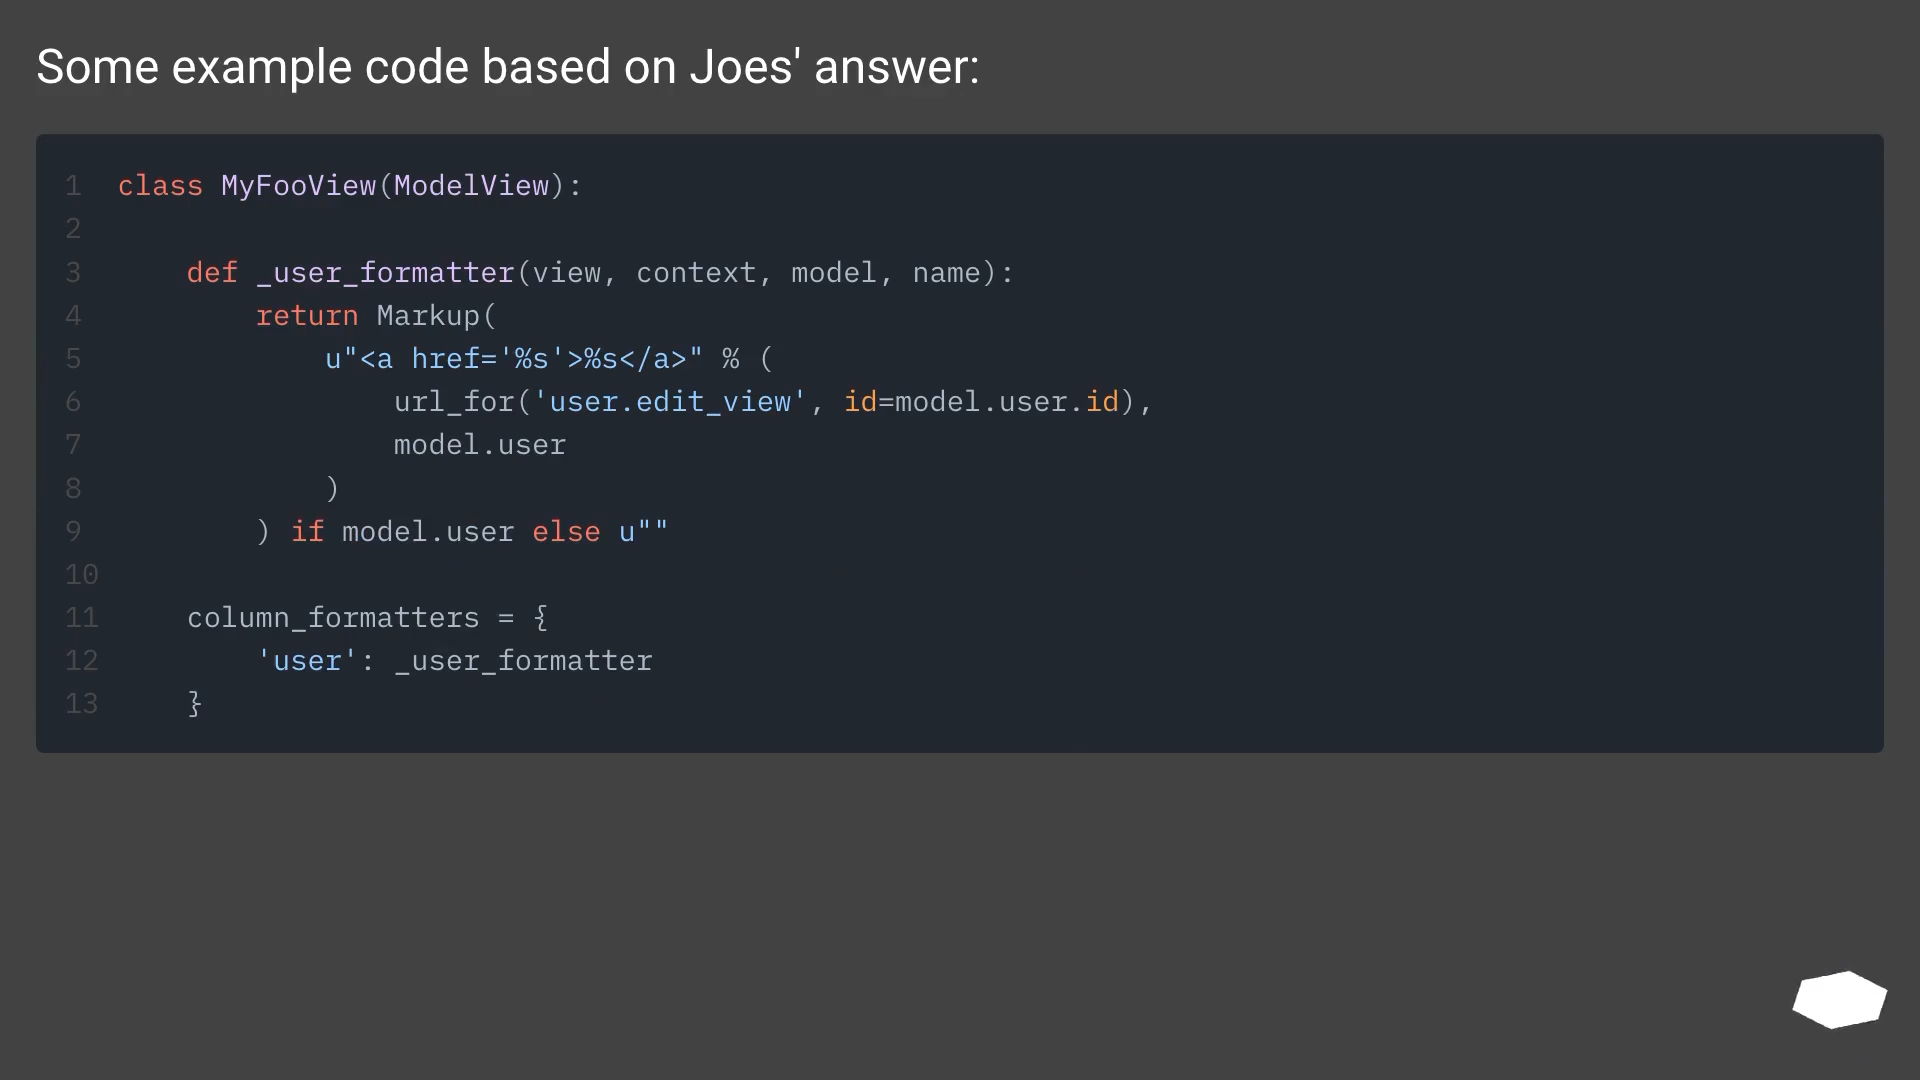 Some example code based on Joes' answer:
1 class MyFooView(ModelView):
2
3     def _user_formatter(view, context, model, name):
4         return Markup(
5             u"<a href='%s'>%s</a>" % (
6                 url_for('user.edit_view', id=model.user.id),
7                 model.user
8             )
9         ) if model.user else u""
10
11     column_formatters = {
12         'user': _user_formatter
13     }